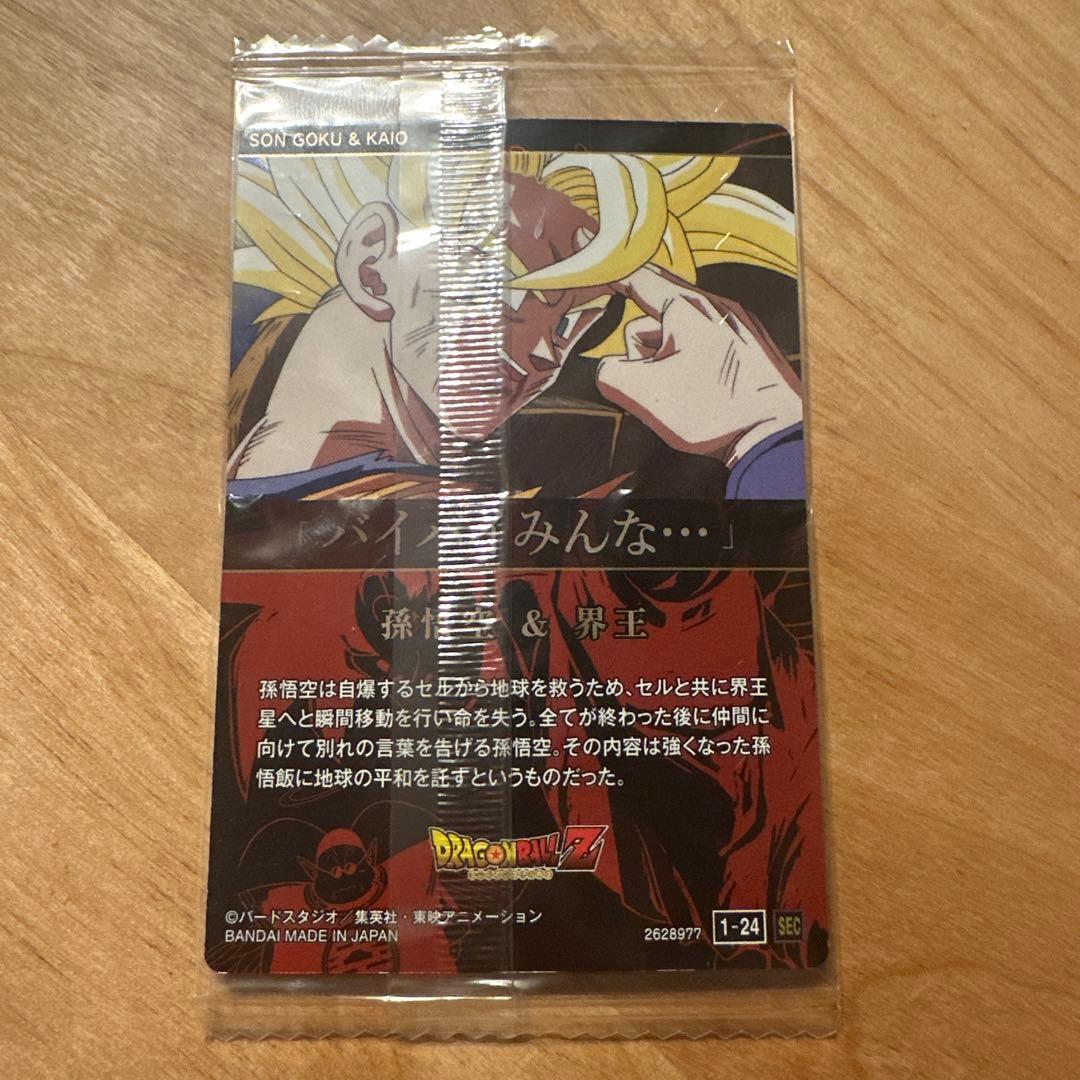 SON GOKU & KAIO
「バイバイみんな…」
孫悟空 & 界王
孫悟空は自爆するセルから地球を救うため、セルと共に界王
星へと瞬間移動を行い命を失う。全てが終わった後に仲間に
向けて別れの言葉を告げる孫悟空。その内容は強くなった孫
悟飯に地球の平和を託すというものだった。
DRAGON BALL Z
©バードスタジオ／集英社・東映アニメーション
BANDAI MADE IN JAPAN
2628977 1-24 SEC